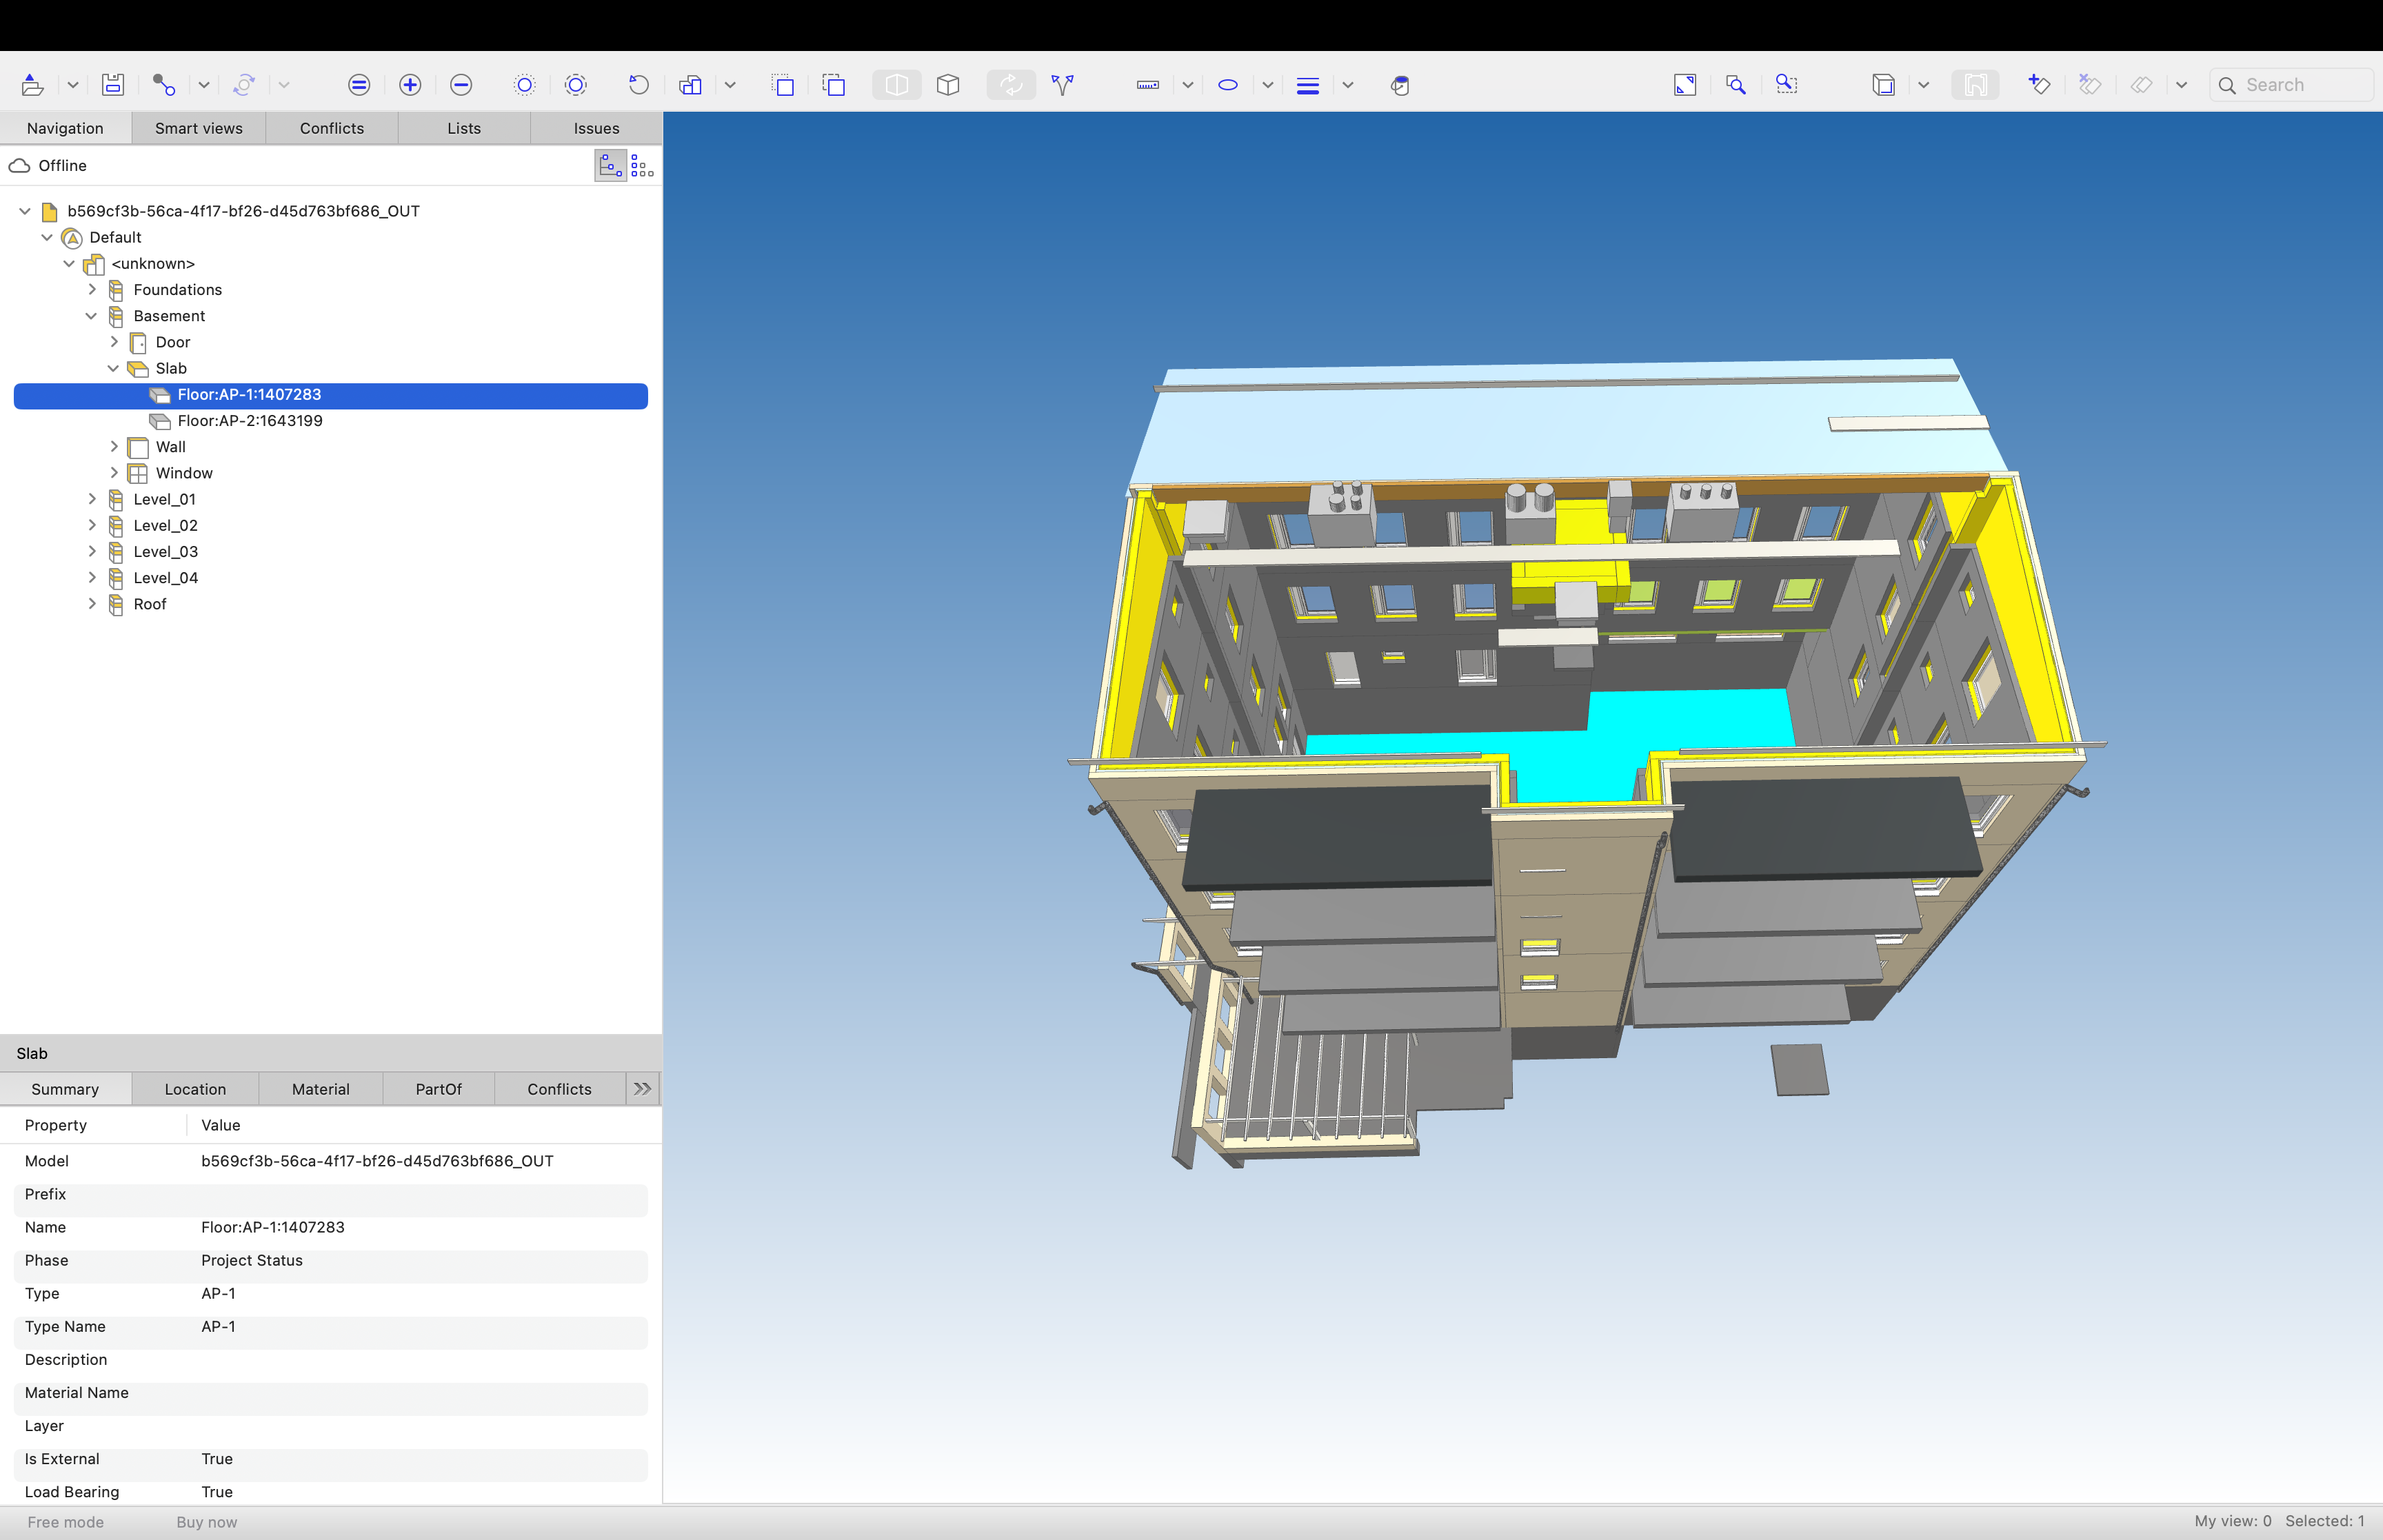 Search
Navigation Smart views Conflicts Lists Issues
Offline
b569cf3b-56ca-4f17-bf26-d45d763bf686_OUT
Default
<unknown>
Foundations
Basement
Door
Slab
Floor:AP-1:1407283
Floor:AP-2:1643199
Wall
Window
Level_01
Level_02
Level_03
Level_04
Roof
Slab
Summary Location Material PartOf Conflicts
Property Value
Model b569cf3b-56ca-4f17-bf26-d45d763bf686_OUT
Prefix
Name Floor:AP-1:1407283
Phase Project Status
Type AP-1
Type Name AP-1
Description
Material Name
Layer
Is External True
Load Bearing True
Free mode Buy now My view: 0 Selected: 1